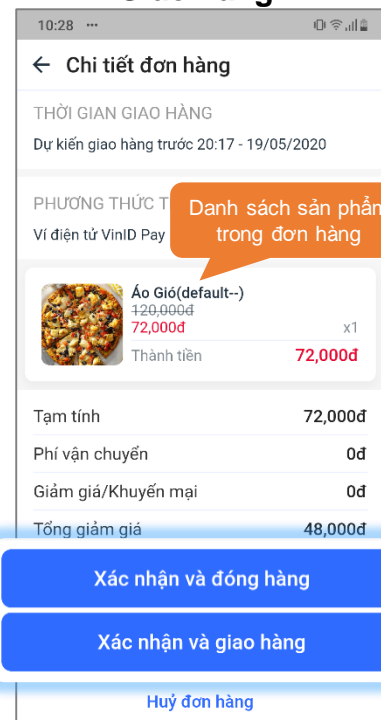 10:28 ...
Chi tiết đơn hàng
THỜI GIAN GIAO HÀNG
Dự kiến giao hàng trước 20:17 - 19/05/2020
PHƯƠNG THỨC T
Ví điện tử VinID Pay
Danh sách sản phẩm
trong đơn hàng
Áo Gió(default--)
120,000đ
72,000đ
x1
Thành tiền
72,000đ
Tạm tính
72,000đ
Phí vận chuyển
0đ
Giảm giá/Khuyến mại
0đ
Tổng giảm giá
48,000đ
Xác nhận và đóng hàng
Xác nhận và giao hàng
Huỷ đơn hàng